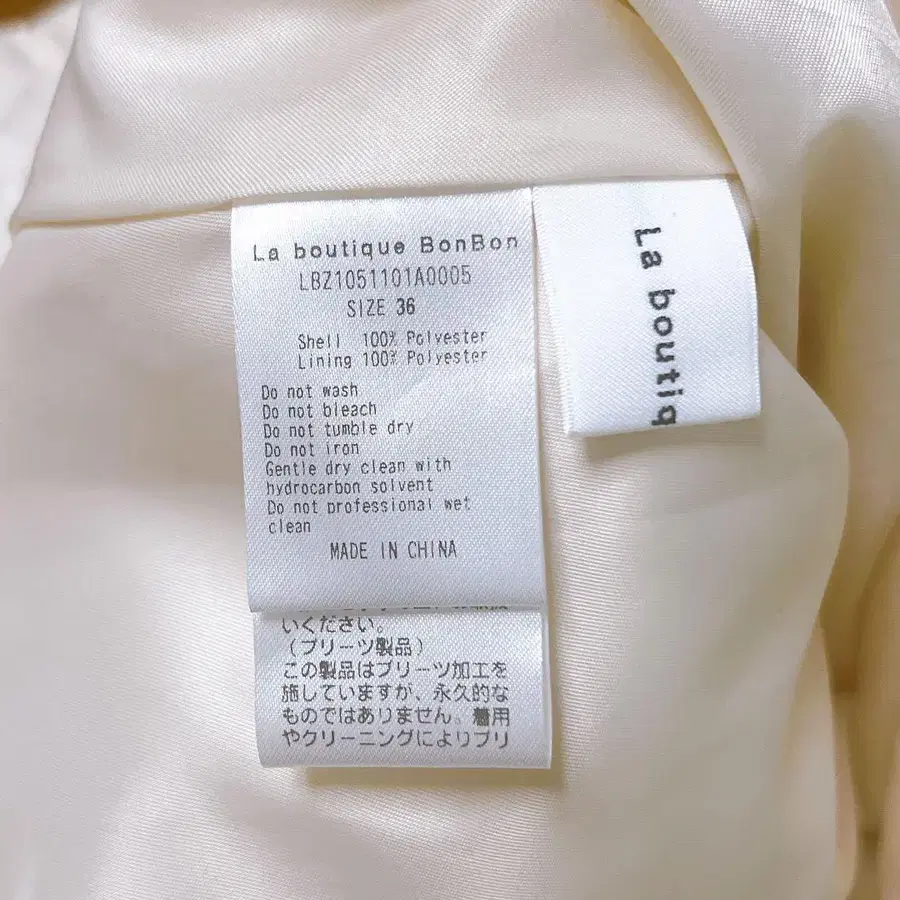 La boutique BonBon
LBZ1051101A0005
SIZE 36
Shell 100% Polyester
Lining 100% Polyester
Do not wash
Do not bleach
Do not tumble dry
Do not iron
Gentle dry clean with
hydrocarbon solvent
Do not professional wet
clean
MADE IN CHINA
いください。
(プリーツ製品)
この製品はプリーツ加工を
施していますが、永久的な
ものではありません。着用
やクリーニングによりプリ
La boutiq